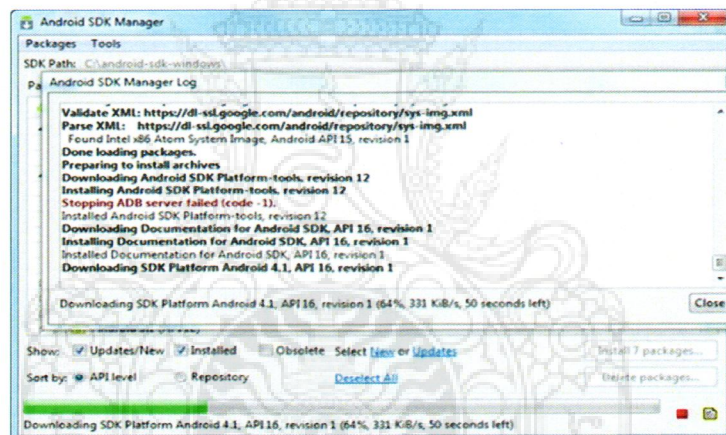 Android SDK Manager
Packages Tools
SDK Path: C:\android-sdk-windows\
Pa
Android SDK Manager Log
Validate XML: https://dl-ssl.google.com/android/repository/sys-img.xml
Parse XML: https://dl-ssl.google.com/android/repository/sys-img.xml
Found Intel x86 Atom System Image, Android API 15, revision 1
Done loading packages.
Preparing to install archives
Downloading Android SDK Platform-tools, revision 12
Installing Android SDK Platform-tools, revision 12
Stopping ADB server failed (code -1).
Installed Android SDK Platform-tools, revision 12
Downloading Documentation for Android SDK, API 16, revision 1
Installing Documentation for Android SDK, API 16, revision 1
Installed Documentation for Android SDK, API 16, revision 1
Downloading SDK Platform Android 4.1, API 16, revision 1
Downloading SDK Platform Android 4.1, API 16, revision 1 (64%, 331 KiB/s, 50 seconds left)
Close
Show: Updates/New Installed Obsolete Select New or Updates
Install 7 packages...
Sort by: API level Repository
Deselect All
Delete packages...
Downloading SDK Platform Android 4.1, API 16, revision 1 (64%, 331 KiB/s, 50 seconds left)